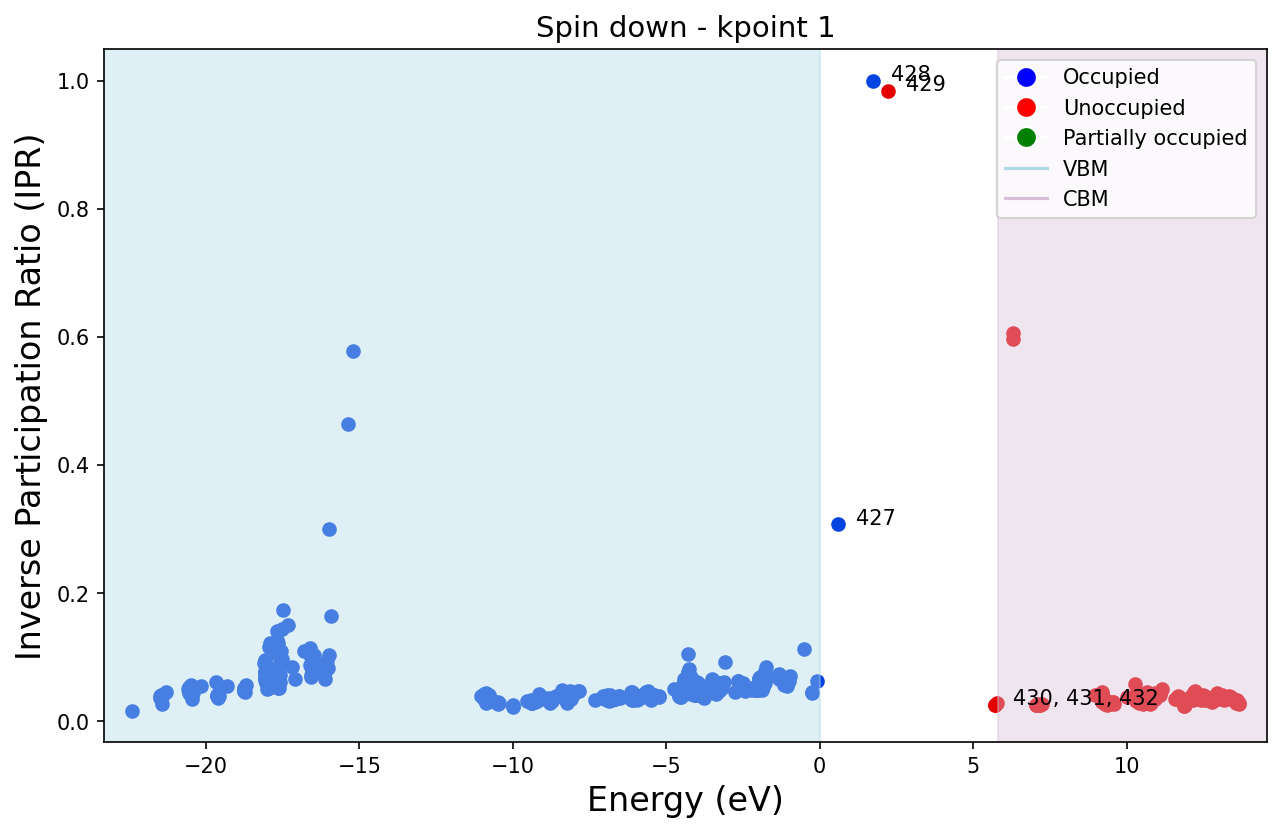 Spin down - kpoint 1
Inverse Participation Ratio (IPR)
1.0
0.8
0.6
0.4
0.2
0.0
428
429
427
430, 431, 432
Occupied
Unoccupied
Partially occupied
VBM
CBM
−20
−15
−10
−5
0
5
10
Energy (eV)